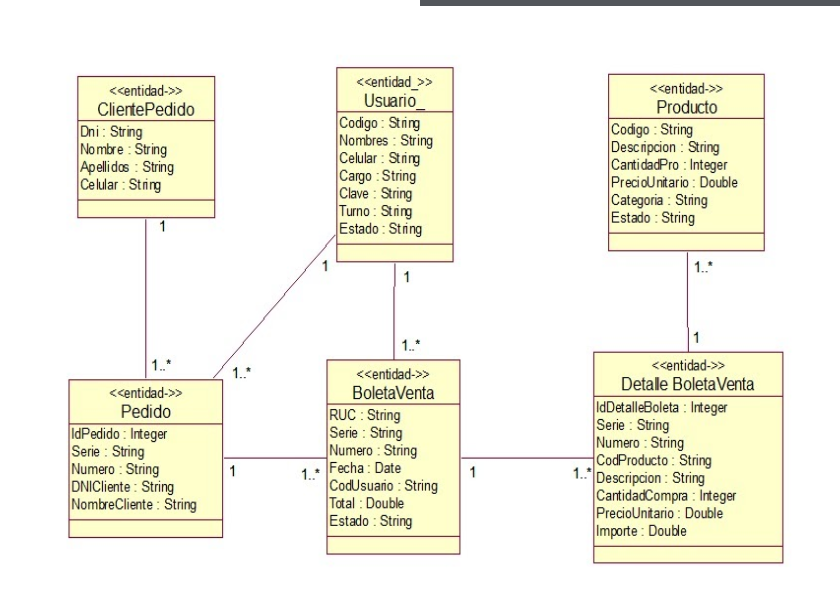 <<entidad->>
ClientePedido
Dni : String
Nombre : String
Apellidos : String
Celular : String
<<entidad_>>
Usuario_
Codigo : String
Nombres : String
Celular : String
Cargo : String
Clave : String
Turno : String
Estado : String
<<entidad->>
Producto
Codigo : String
Descripcion : String
CantidadPro : Integer
PrecioUnitario : Double
Categoria : String
Estado : String
1
1..*
1
1..*
1
1..*
1..*
1
<<entidad->>
Pedido
IdPedido : Integer
Serie : String
Numero : String
DNICliente : String
NombreCliente : String
1
1..*
<<entidad->>
BoletaVenta
RUC : String
Serie : String
Numero : String
Fecha : Date
CodUsuario : String
Total : Double
Estado : String
1
1..*
<<entidad->>
Detalle BoletaVenta
IdDetalleBoleta : Integer
Serie : String
Numero : String
CodProducto : String
Descripcion : String
CantidadCompra : Integer
PrecioUnitario : Double
Importe : Double